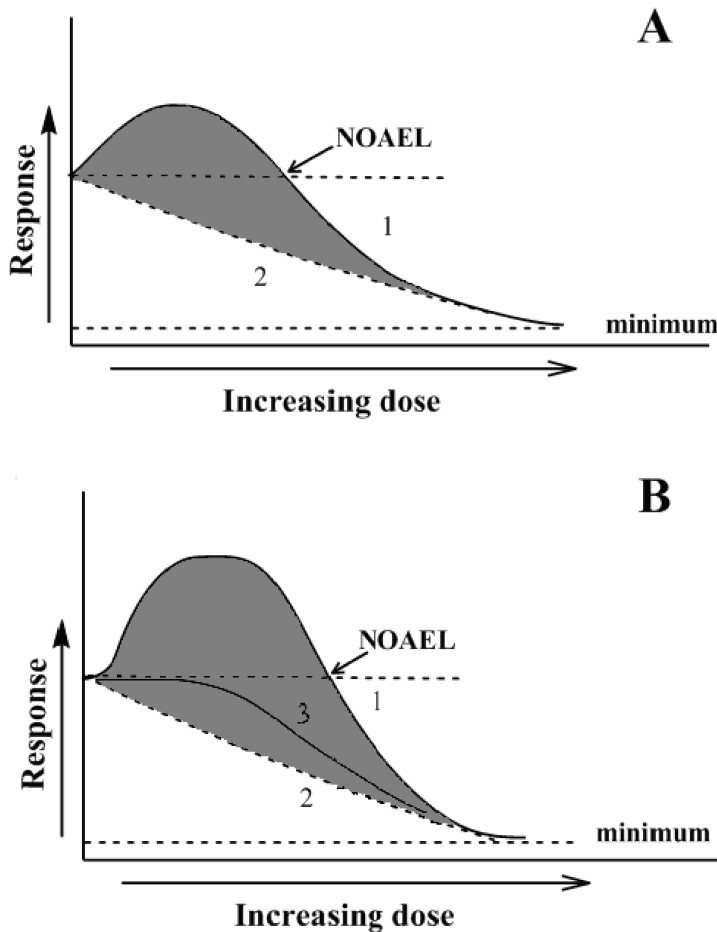 A
NOAEL
Response
1
2
minimum
Increasing dose
B
NOAEL
Response
1
3
2
minimum
Increasing dose